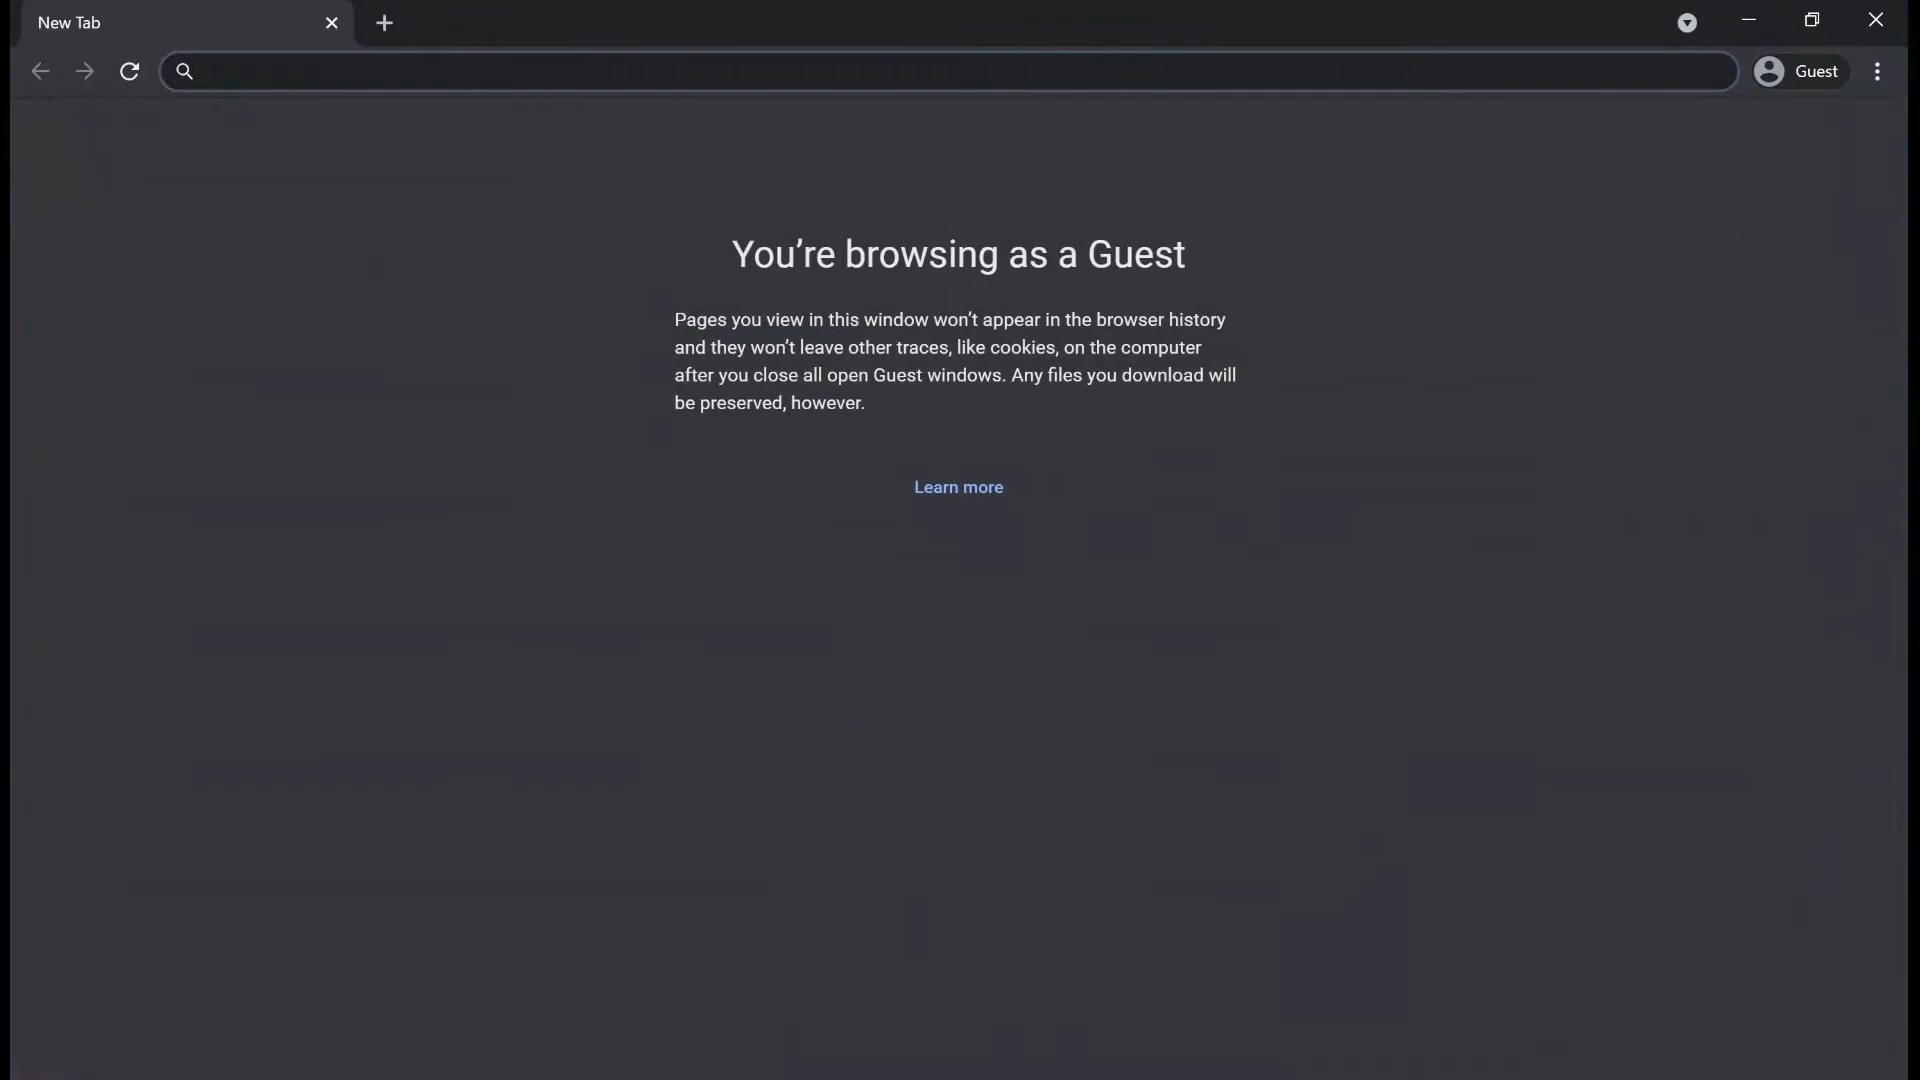 New Tab
Guest
You’re browsing as a Guest
Pages you view in this window won’t appear in the browser history
and they won’t leave other traces, like cookies, on the computer
after you close all open Guest windows. Any files you download will
be preserved, however.
Learn more